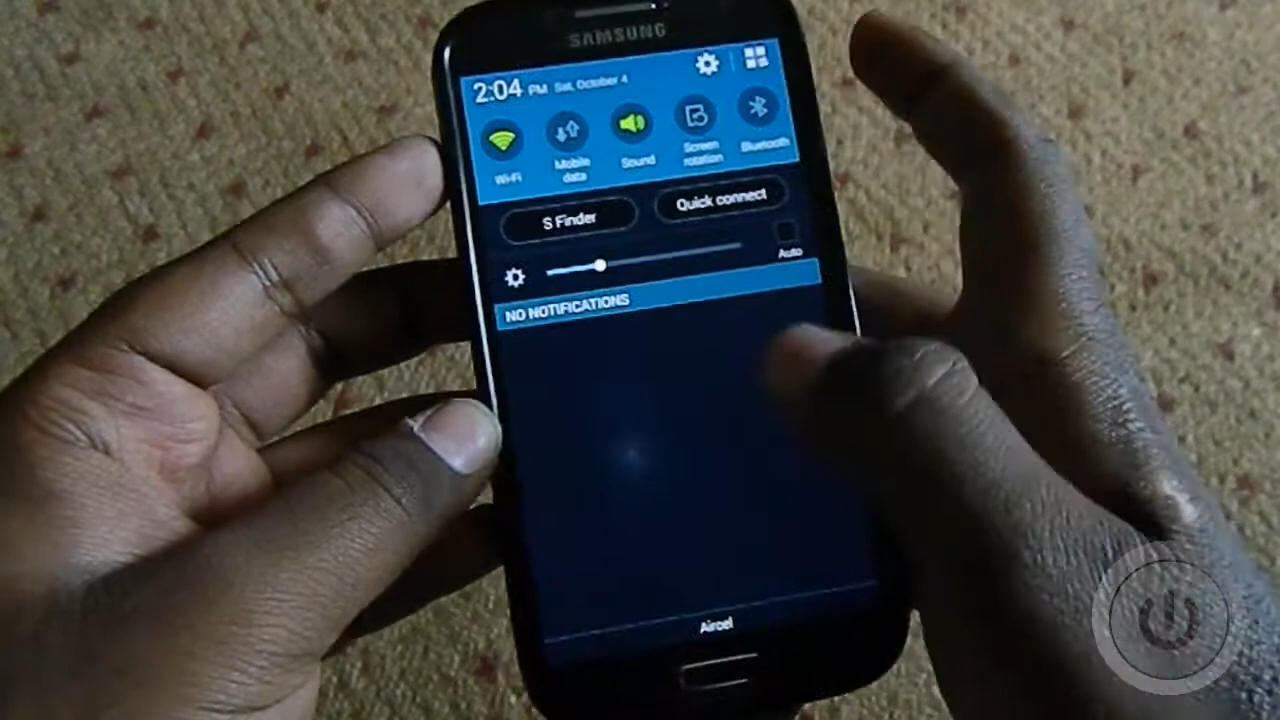 SAMSUNG
2:04 PM Sat, October 4
Wi-Fi
Mobile data
Sound
Screen rotation
Bluetooth
S Finder
Quick connect
Auto
NO NOTIFICATIONS
Aircel